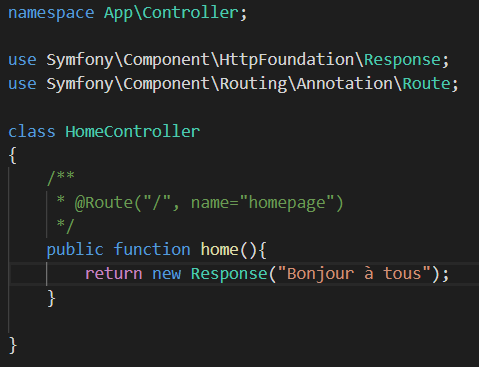 namespace App\Controller;
use Symfony\Component\HttpFoundation\Response;
use Symfony\Component\Routing\Annotation\Route;
class HomeController
{
/**
* @Route("/", name="homepage")
*/
public function home(){
return new Response("Bonjour à tous");
}
}